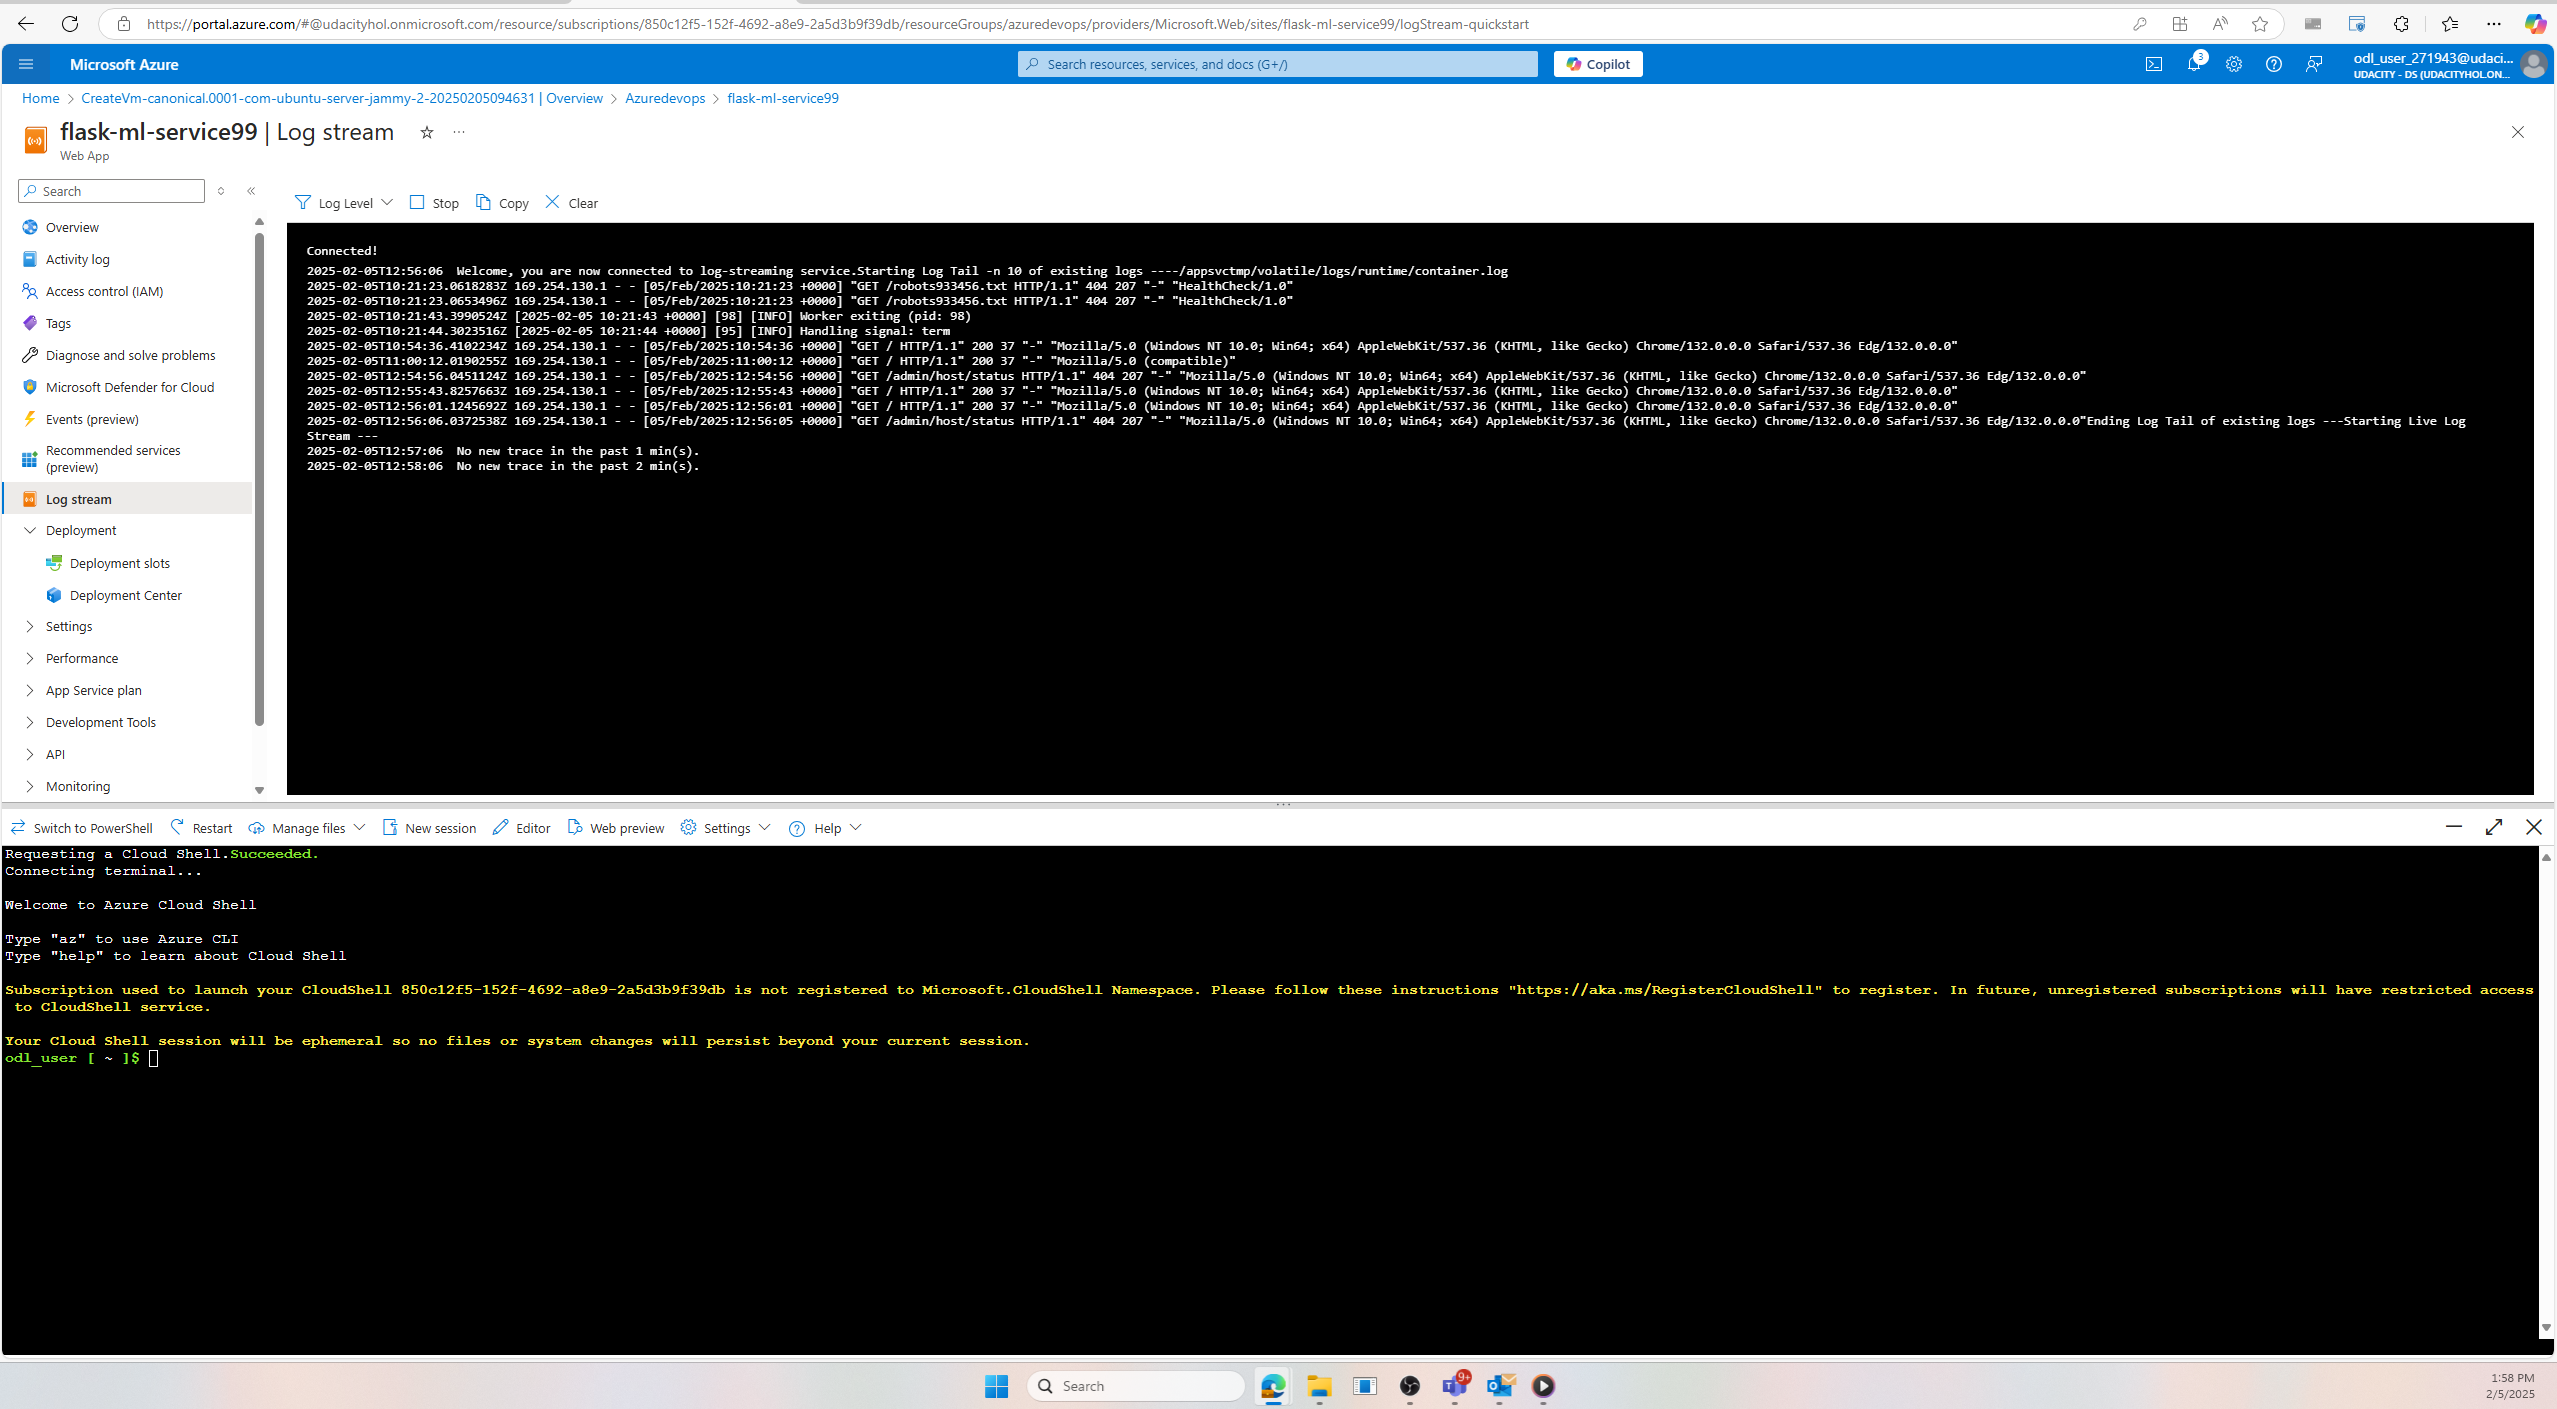 https://portal.azure.com/#@udacityhol.onmicrosoft.com/resource/subscriptions/850c12f5-152f-4692-a8e9-2a5d3b9f39db/resourceGroups/azuredevops/providers/Microsoft.Web/sites/flask-ml-service99/logStream-quickstart
Microsoft Azure
Search resources, services, and docs (G+/)
Copilot
3
odl_user_271943@udaci...
UDACITY - DS (UDACITYHOL.ON...
Home > CreateVm-canonical.0001-com-ubuntu-server-jammy-2-20250205094631 | Overview > Azuredevops > flask-ml-service99
flask-ml-service99 | Log stream
Web App
Search
Log Level Stop Copy Clear
Overview
Activity log
Access control (IAM)
Tags
Diagnose and solve problems
Microsoft Defender for Cloud
Events (preview)
Recommended services
(preview)
Log stream
Deployment
Deployment slots
Deployment Center
Settings
Performance
App Service plan
Development Tools
API
Monitoring
Connected!
2025-02-05T12:56:06  Welcome, you are now connected to log-streaming service.Starting Log Tail -n 10 of existing logs ----/appsvctmp/volatile/logs/runtime/container.log
2025-02-05T10:21:23.0618283Z 169.254.130.1 - - [05/Feb/2025:10:21:23 +0000] "GET /robots933456.txt HTTP/1.1" 404 207 "-" "HealthCheck/1.0"
2025-02-05T10:21:23.0653496Z 169.254.130.1 - - [05/Feb/2025:10:21:23 +0000] "GET /robots933456.txt HTTP/1.1" 404 207 "-" "HealthCheck/1.0"
2025-02-05T10:21:43.3990524Z [2025-02-05 10:21:43 +0000] [98] [INFO] Worker exiting (pid: 98)
2025-02-05T10:21:44.3023516Z [2025-02-05 10:21:44 +0000] [95] [INFO] Handling signal: term
2025-02-05T10:54:36.4102234Z 169.254.130.1 - - [05/Feb/2025:10:54:36 +0000] "GET / HTTP/1.1" 200 37 "-" "Mozilla/5.0 (Windows NT 10.0; Win64; x64) AppleWebKit/537.36 (KHTML, like Gecko) Chrome/132.0.0.0 Safari/537.36 Edg/132.0.0.0"
2025-02-05T11:00:12.0190255Z 169.254.130.1 - - [05/Feb/2025:11:00:12 +0000] "GET / HTTP/1.1" 200 37 "-" "Mozilla/5.0 (compatible)"
2025-02-05T12:54:56.0451124Z 169.254.130.1 - - [05/Feb/2025:12:54:56 +0000] "GET /admin/host/status HTTP/1.1" 404 207 "-" "Mozilla/5.0 (Windows NT 10.0; Win64; x64) AppleWebKit/537.36 (KHTML, like Gecko) Chrome/132.0.0.0 Safari/537.36 Edg/132.0.0.0"
2025-02-05T12:55:43.8257663Z 169.254.130.1 - - [05/Feb/2025:12:55:43 +0000] "GET / HTTP/1.1" 200 37 "-" "Mozilla/5.0 (Windows NT 10.0; Win64; x64) AppleWebKit/537.36 (KHTML, like Gecko) Chrome/132.0.0.0 Safari/537.36 Edg/132.0.0.0"
2025-02-05T12:56:01.1245692Z 169.254.130.1 - - [05/Feb/2025:12:56:01 +0000] "GET / HTTP/1.1" 200 37 "-" "Mozilla/5.0 (Windows NT 10.0; Win64; x64) AppleWebKit/537.36 (KHTML, like Gecko) Chrome/132.0.0.0 Safari/537.36 Edg/132.0.0.0"
2025-02-05T12:56:06.0372538Z 169.254.130.1 - - [05/Feb/2025:12:56:05 +0000] "GET /admin/host/status HTTP/1.1" 404 207 "-" "Mozilla/5.0 (Windows NT 10.0; Win64; x64) AppleWebKit/537.36 (KHTML, like Gecko) Chrome/132.0.0.0 Safari/537.36 Edg/132.0.0.0"Ending Log Tail of existing logs ---Starting Live Log
Stream ---
2025-02-05T12:57:06  No new trace in the past 1 min(s).
2025-02-05T12:58:06  No new trace in the past 2 min(s).
Switch to PowerShell Restart Manage files New session Editor Web preview Settings Help
Requesting a Cloud Shell.Succeeded.
Connecting terminal...
Welcome to Azure Cloud Shell
Type "az" to use Azure CLI
Type "help" to learn about Cloud Shell
Subscription used to launch your CloudShell 850c12f5-152f-4692-a8e9-2a5d3b9f39db is not registered to Microsoft.CloudShell Namespace. Please follow these instructions "https://aka.ms/RegisterCloudShell" to register. In future, unregistered subscriptions will have restricted access
to CloudShell service.
Your Cloud Shell session will be ephemeral so no files or system changes will persist beyond your current session.
odl_user [ ~ ]$
Search
9+
1:58 PM
2/5/2025